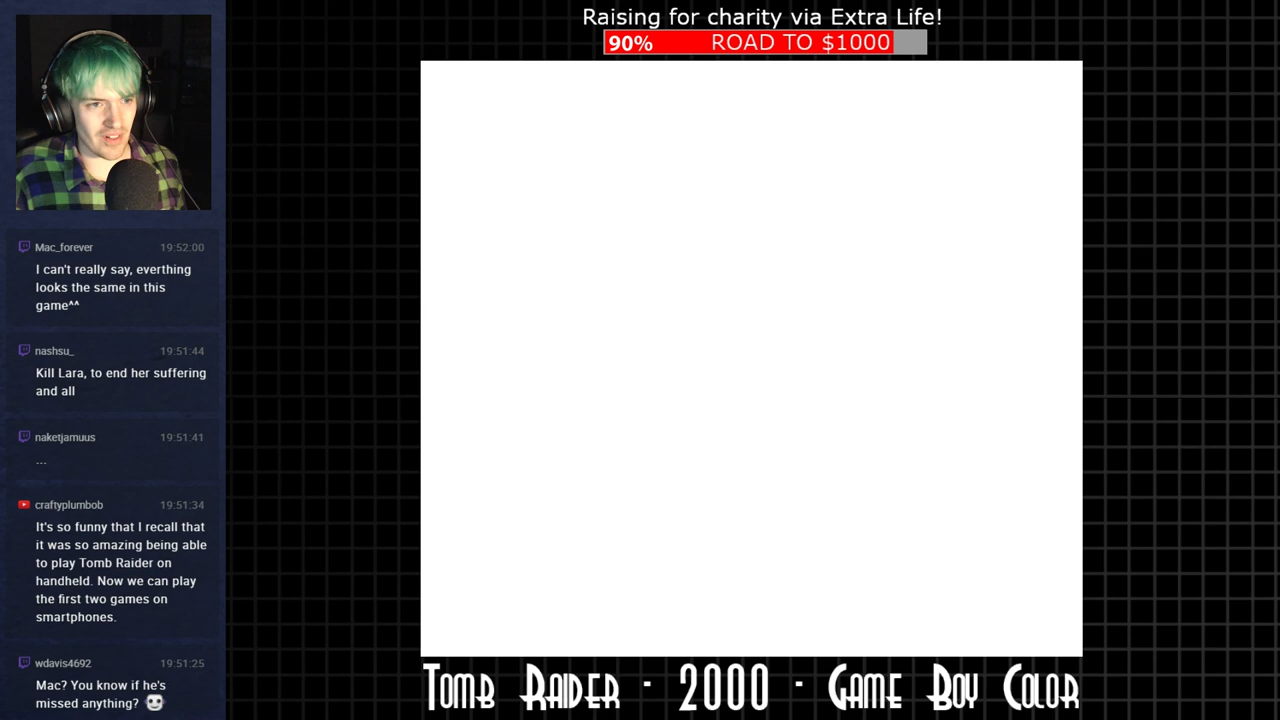 Raising for charity via Extra Life!
90% ROAD TO $1000
Mac_forever 19:52:00
I can't really say, everthing
looks the same in this
game^^
nashsu_ 19:51:44
Kill Lara, to end her suffering
and all
naketjamuus 19:51:41
...
craftyplumbob 19:51:34
It's so funny that I recall that
it was so amazing being able
to play Tomb Raider on
handheld. Now we can play
the first two games on
smartphones.
wdavis4692 19:51:25
Mac? You know if he's
missed anything?
Tomb Raider - 2000 - Game Boy Color